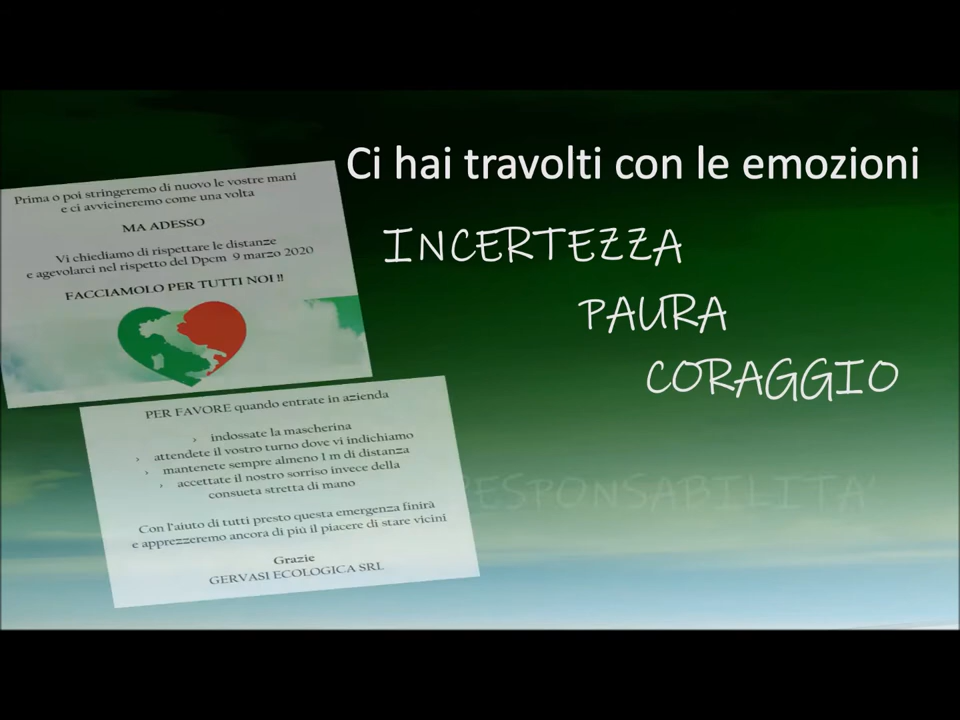 Ci hai travolti con le emozioni
INCERTEZZA
PAURA
CORAGGIO
RESPONSABILITA'
Prima o poi stringeremo di nuovo le vostre mani
e ci avvicineremo come una volta
MA ADESSO
Vi chiediamo di rispettare le distanze
e agevolarci nel rispetto del Dpcm 9 marzo 2020
FACCIAMOLO PER TUTTI NOI !!
PER FAVORE quando entrate in azienda
› indossate la mascherina
› attendete il vostro turno dove vi indichiamo
› mantenete sempre almeno 1 m di distanza
› accettate il nostro sorriso invece della
consueta stretta di mano
Con l'aiuto di tutti presto questa emergenza finirà
e apprezzeremo ancora di più il piacere di stare vicini
Grazie
GERVASI ECOLOGICA SRL